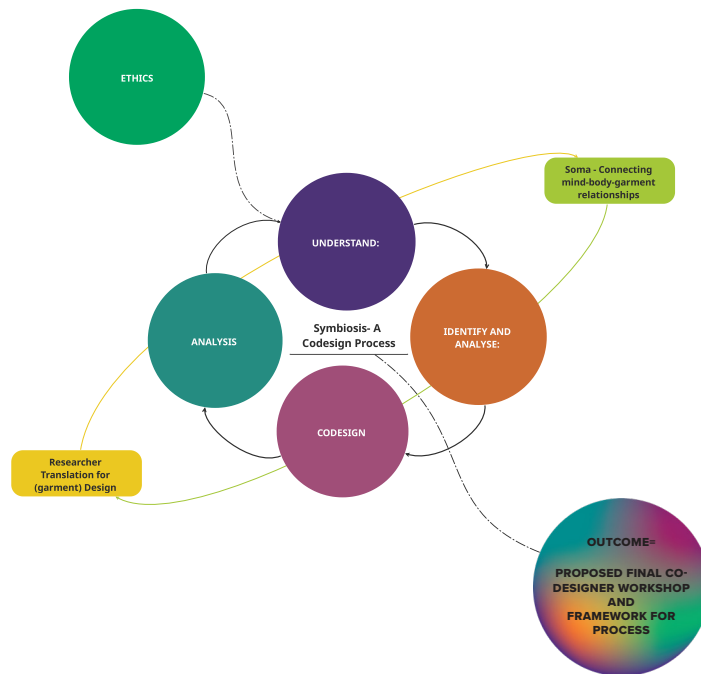 ETHICS
Soma - Connecting
mind-body-garment
relationships
UNDERSTAND:
Symbiosis- A
Codesign Process
IDENTIFY AND
ANALYSE:
ANALYSIS
CODESIGN
Researcher
Translation for
(garment) Design
OUTCOME=
PROPOSED FINAL CO-
DESIGNER WORKSHOP
AND
FRAMEWORK FOR
PROCESS